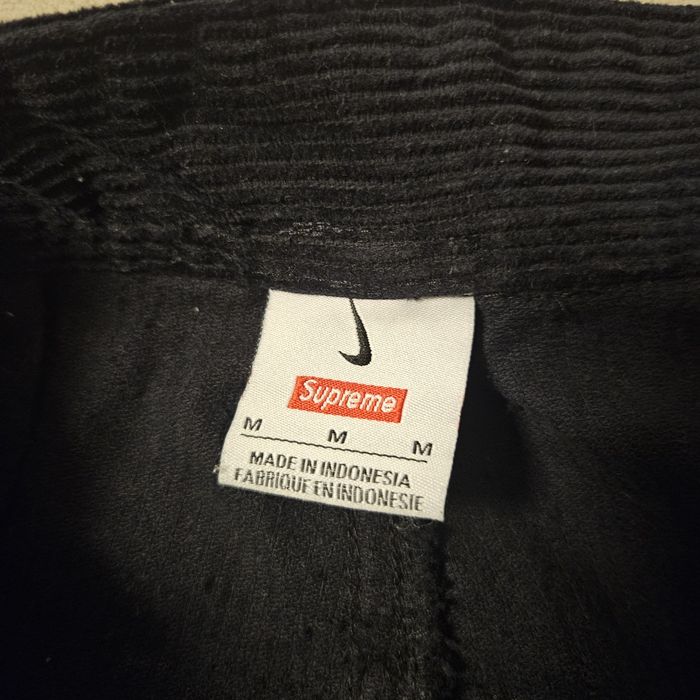 Supreme
M M M
MADE IN INDONESIA
FABRIQUE EN INDONESIE